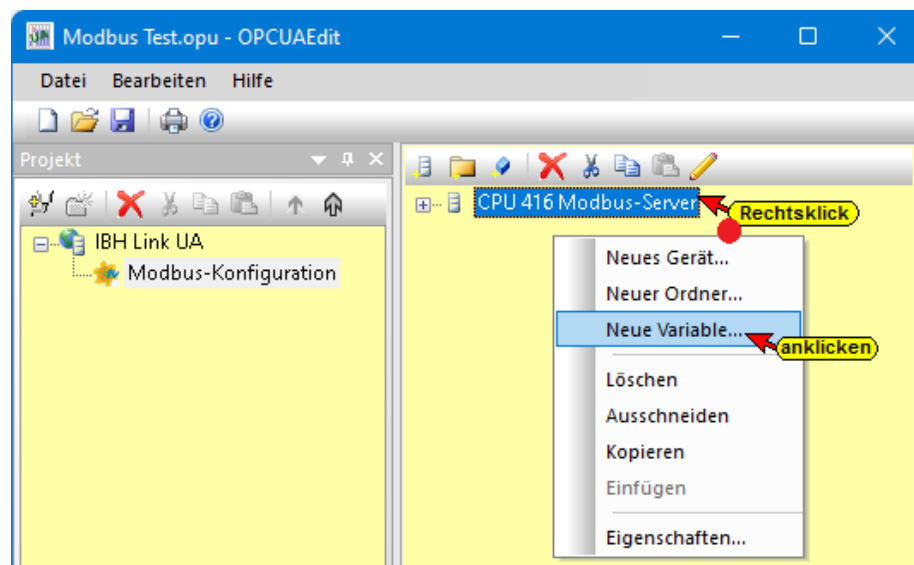 Modbus Test.opu - OPCUAEdit
Datei Bearbeiten Hilfe
Projekt
IBH Link UA
Modbus-Konfiguration
CPU 416 Modbus-Server
Rechtsklick
Neues Gerät...
Neuer Ordner...
Neue Variable...
anklicken
Löschen
Ausschneiden
Kopieren
Einfügen
Eigenschaften...